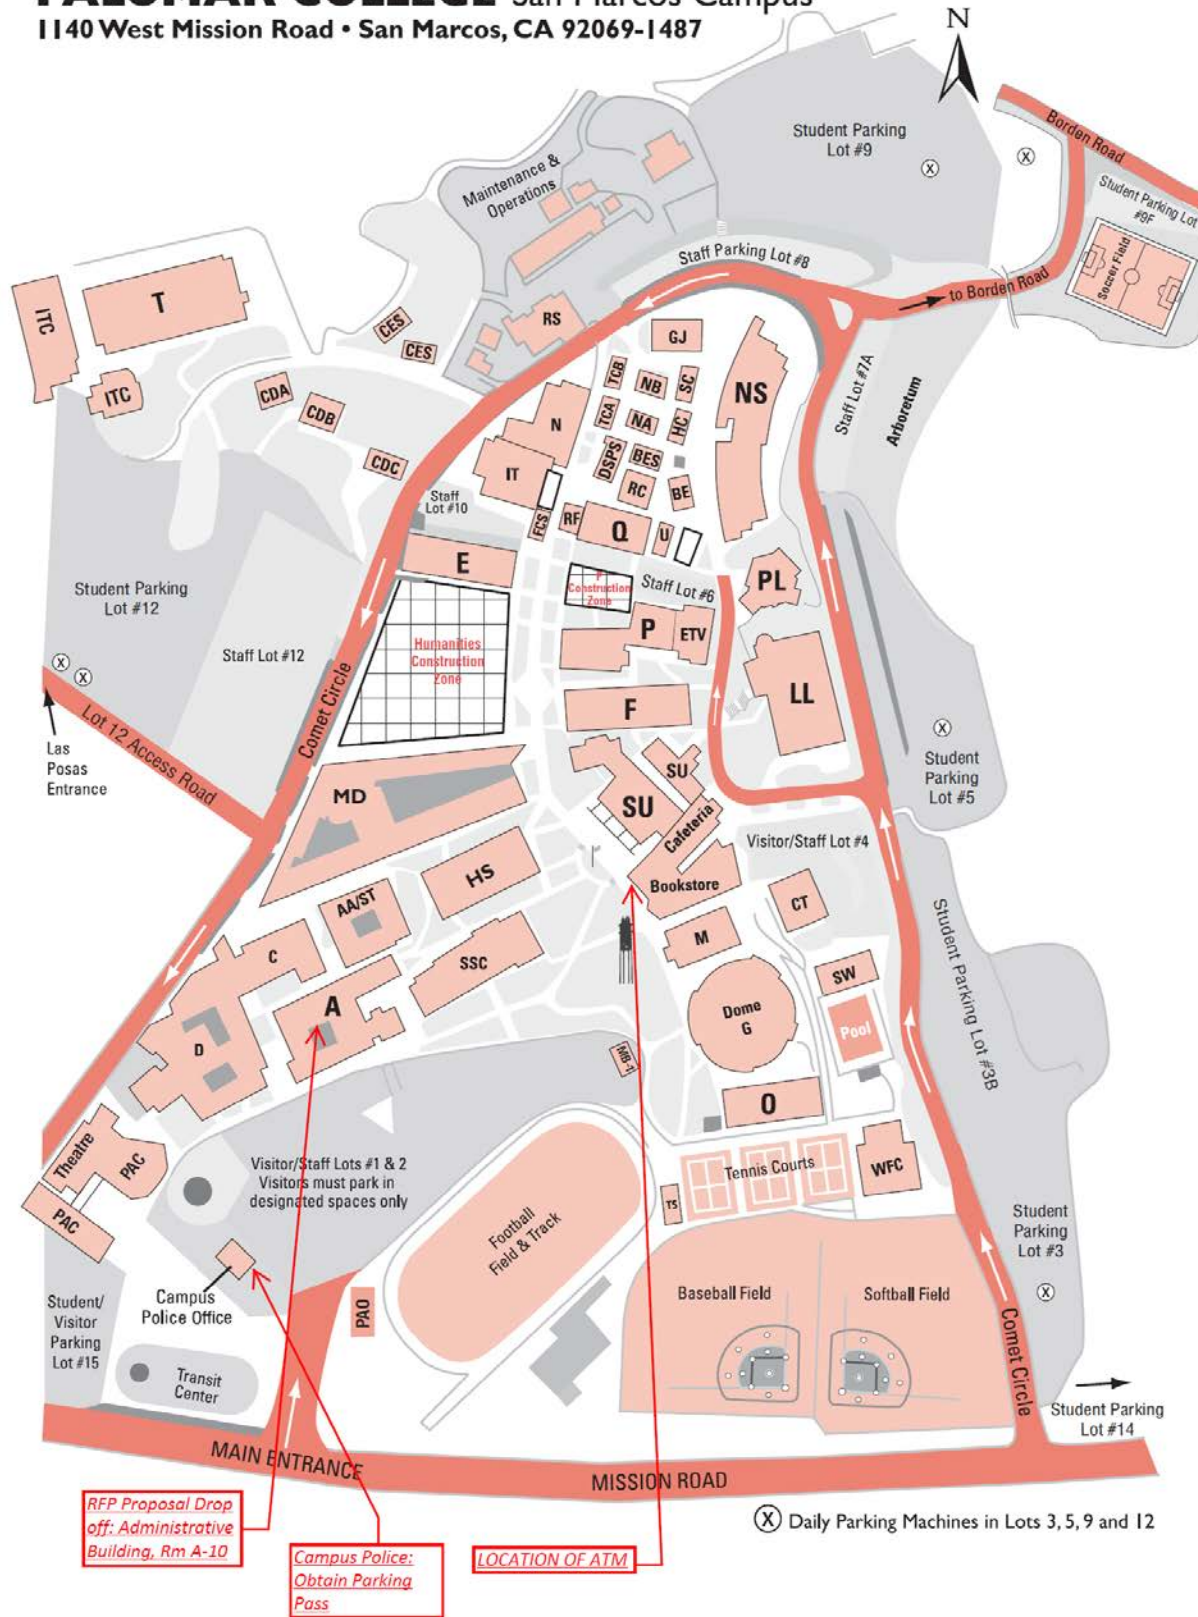 PALOMAR COLLEGE San Marcos Campus
1140 West Mission Road • San Marcos, CA 92069-1487
N
Student Parking
Lot #9
X
X
Borden Road
Student Parking Lot
#9F
Soccer Field
Maintenance &
Operations
Staff Parking Lot #8
to Borden Road
ITC
T
ITC
CES
CES
RS
GJ
CDA
CDB
CDC
TCB
NB
SC
NS
TCA
NA
HC
N
DSPS
BES
IT
RC
BE
Staff Lot #7A
Arboretum
Staff
Lot #10
FCS
RF
Q
U
E
P
Construction
Zone
Staff Lot #6
PL
Student Parking
Lot #12
P
ETV
Humanities
Construction
Zone
Staff Lot #12
LL
F
X
X
Comet Circle
Lot 12 Access Road
Las
Posas
Entrance
X
Student
Parking
Lot #5
SU
SU
MD
Cafeteria
Visitor/Staff Lot #4
HS
Bookstore
AA/ST
CT
M
Student Parking Lot #3B
C
SSC
SW
A
Dome
G
Pool
D
MB-1
O
Theatre
PAC
PAC
Visitor/Staff Lots #1 & 2
Visitors must park in
designated spaces only
Tennis Courts
WFC
TS
Football
Field & Track
Student
Parking
Lot #3
X
Campus
Police Office
PAO
Baseball Field
Softball Field
Student/
Visitor
Parking
Lot #15
Transit
Center
Comet Circle
Student Parking
Lot #14
MAIN ENTRANCE
MISSION ROAD
RFP Proposal Drop
off: Administrative
Building, Rm A-10
Campus Police:
Obtain Parking
Pass
LOCATION OF ATM
X Daily Parking Machines in Lots 3, 5, 9 and 12